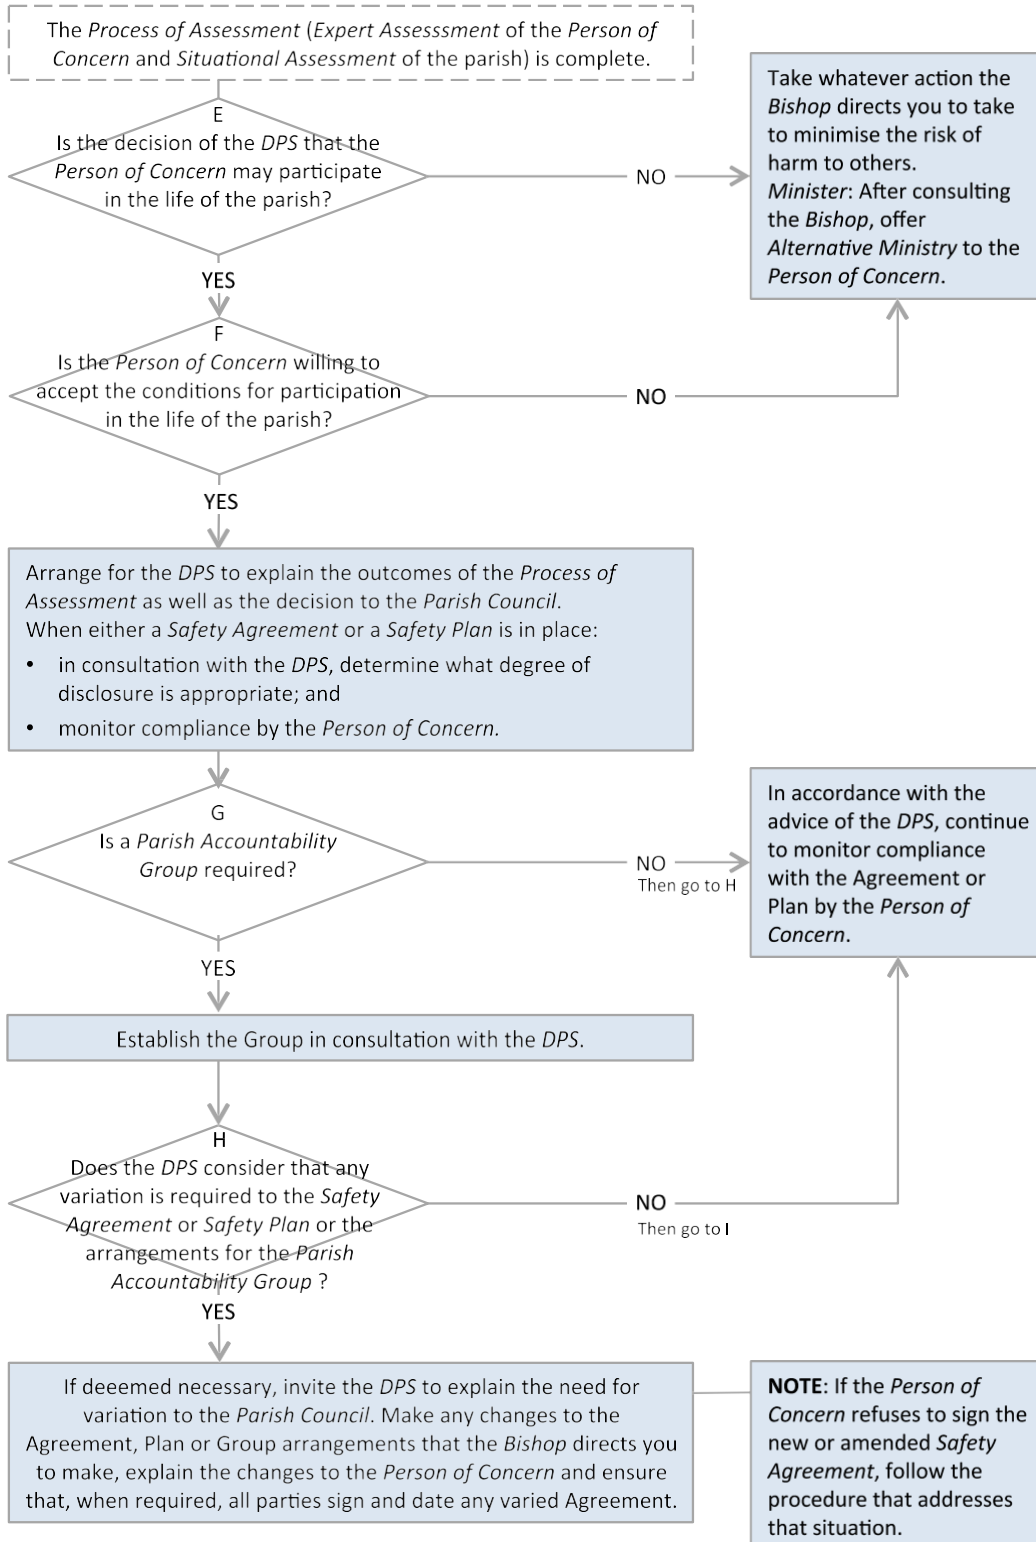 The Process of Assessment (Expert Assesssment of the Person of
Concern and Situational Assessment of the parish) is complete.
E
Is the decision of the DPS that the
Person of Concern may participate
in the life of the parish?
NO
Take whatever action the
Bishop directs you to take
to minimise the risk of
harm to others.
Minister: After consulting
the Bishop, offer
Alternative Ministry to the
Person of Concern.
YES
F
Is the Person of Concern willing to
accept the conditions for participation
in the life of the parish?
NO
YES
Arrange for the DPS to explain the outcomes of the Process of
Assessment as well as the decision to the Parish Council.
When either a Safety Agreement or a Safety Plan is in place:
• in consultation with the DPS, determine what degree of
disclosure is appropriate; and
• monitor compliance by the Person of Concern.
G
Is a Parish Accountability
Group required?
NO
Then go to H
In accordance with the
advice of the DPS, continue
to monitor compliance
with the Agreement or
Plan by the Person of
Concern.
YES
Establish the Group in consultation with the DPS.
H
Does the DPS consider that any
variation is required to the Safety
Agreement or Safety Plan or the
arrangements for the Parish
Accountability Group ?
NO
Then go to I
YES
If deeemed necessary, invite the DPS to explain the need for
variation to the Parish Council. Make any changes to the
Agreement, Plan or Group arrangements that the Bishop directs you
to make, explain the changes to the Person of Concern and ensure
that, when required, all parties sign and date any varied Agreement.
NOTE: If the Person of
Concern refuses to sign the
new or amended Safety
Agreement, follow the
procedure that addresses
that situation.